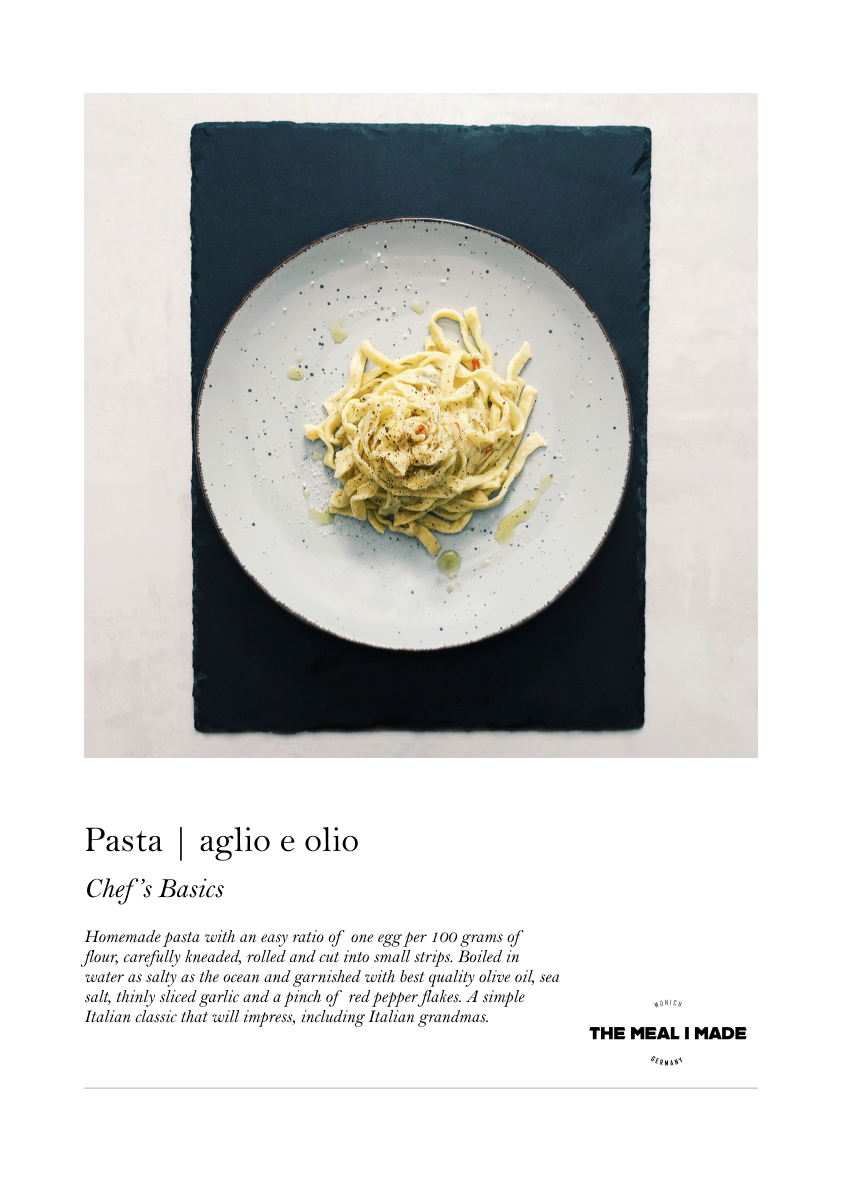 Pasta | aglio e olio
Chef's Basics
Homemade pasta with an easy ratio of one egg per 100 grams of
flour, carefully kneaded, rolled and cut into small strips. Boiled in
water as salty as the ocean and garnished with best quality olive oil, sea
salt, thinly sliced garlic and a pinch of red pepper flakes. A simple
Italian classic that will impress, including Italian grandmas.
MUNICH
THE MEAL I MADE
GERMANY